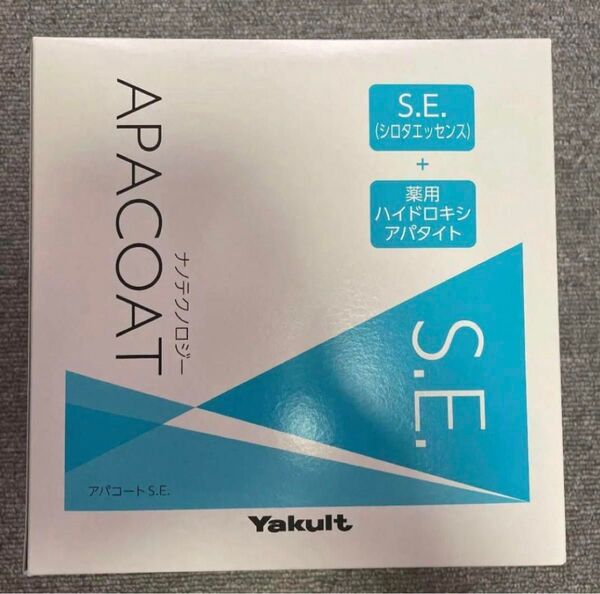 APACOAT
ナノテクノロジー
S.E.
(シロタエッセンス)
+
薬用
ハイドロキシ
アパタイト
S.E.
アパコート S.E.
Yakult